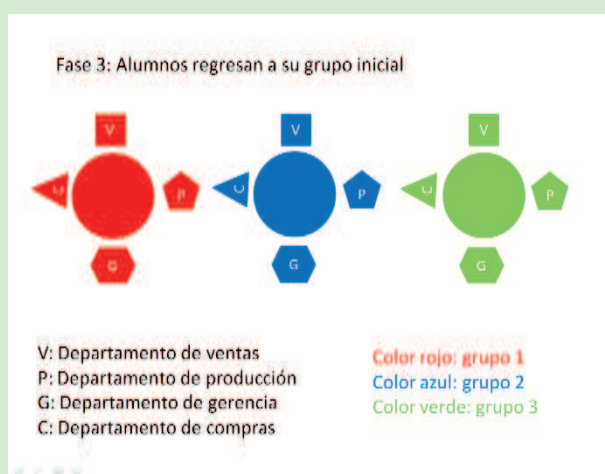 Fase 3: Alumnos regresan a su grupo inicial
V V V
C P C P C P
G G G
V: Departamento de ventas
P: Departamento de producción
G: Departamento de gerencia
C: Departamento de compras
Color rojo: grupo 1
Color azul: grupo 2
Color verde: grupo 3